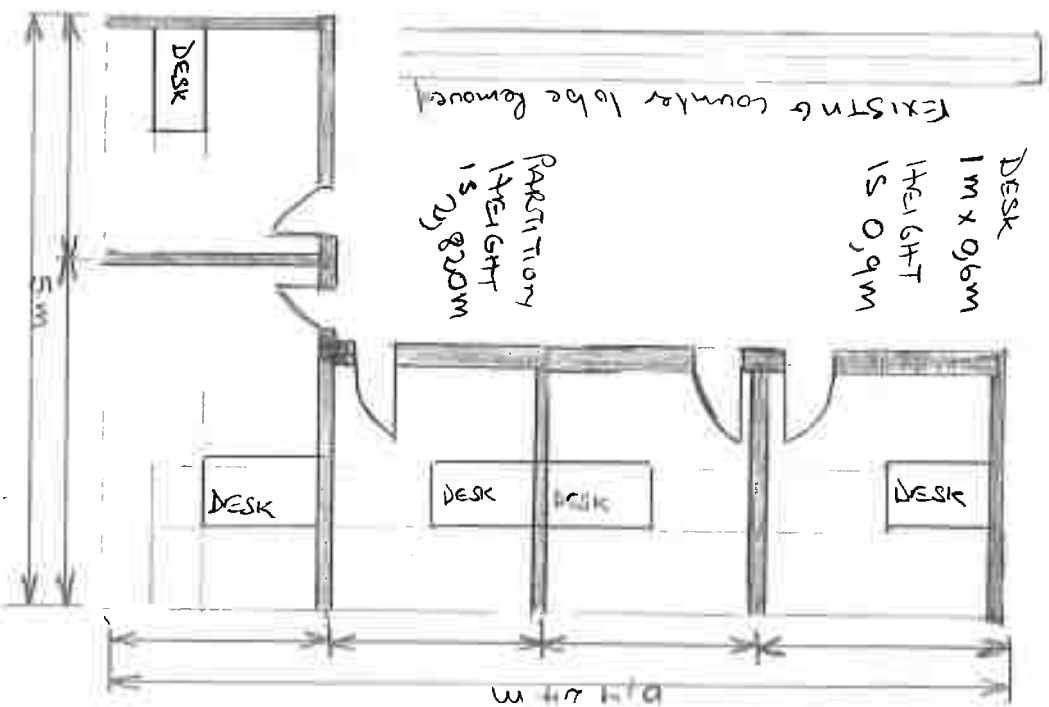 DESK
EXISTING counter to be Remove
DESK
1m x 0,6m
HEIGHT
IS 0,9m
PARTITION
HEIGHT
IS 2,820m
5m
DESK
DESK
DESK
DESK
m